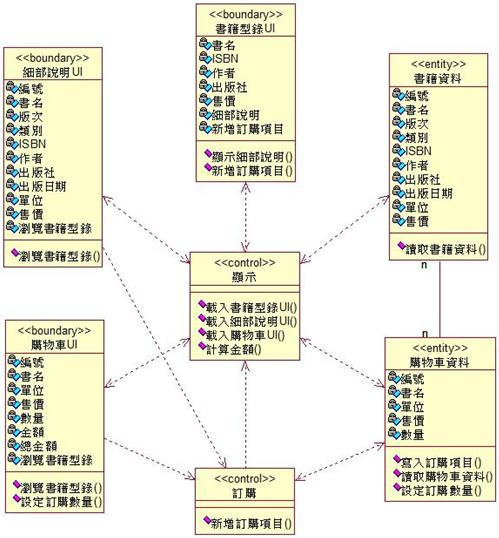 <<boundary>>
書籍型錄UI
書名
ISBN
作者
出版社
售價
細部說明
新增訂購項目
顯示細部說明()
新增訂購項目()
<<boundary>>
細部說明UI
編號
書名
版次
類別
ISBN
作者
出版社
出版日期
單位
售價
瀏覽書籍型錄
瀏覽書籍型錄()
<<entity>>
書籍資料
編號
書名
版次
類別
ISBN
作者
出版社
出版日期
單位
售價
讀取書籍資料()
n
n
<<control>>
顯示
載入書籍型錄UI()
載入細部說明UI()
載入購物車UI()
計算金額()
<<boundary>>
購物車UI
編號
書名
單位
售價
數量
金額
總金額
瀏覽書籍型錄
瀏覽書籍型錄()
設定訂購數量()
<<entity>>
購物車資料
編號
書名
單位
售價
數量
寫入訂購項目()
讀取購物車資料()
設定訂購數量()
<<control>>
訂購
新增訂購項目()